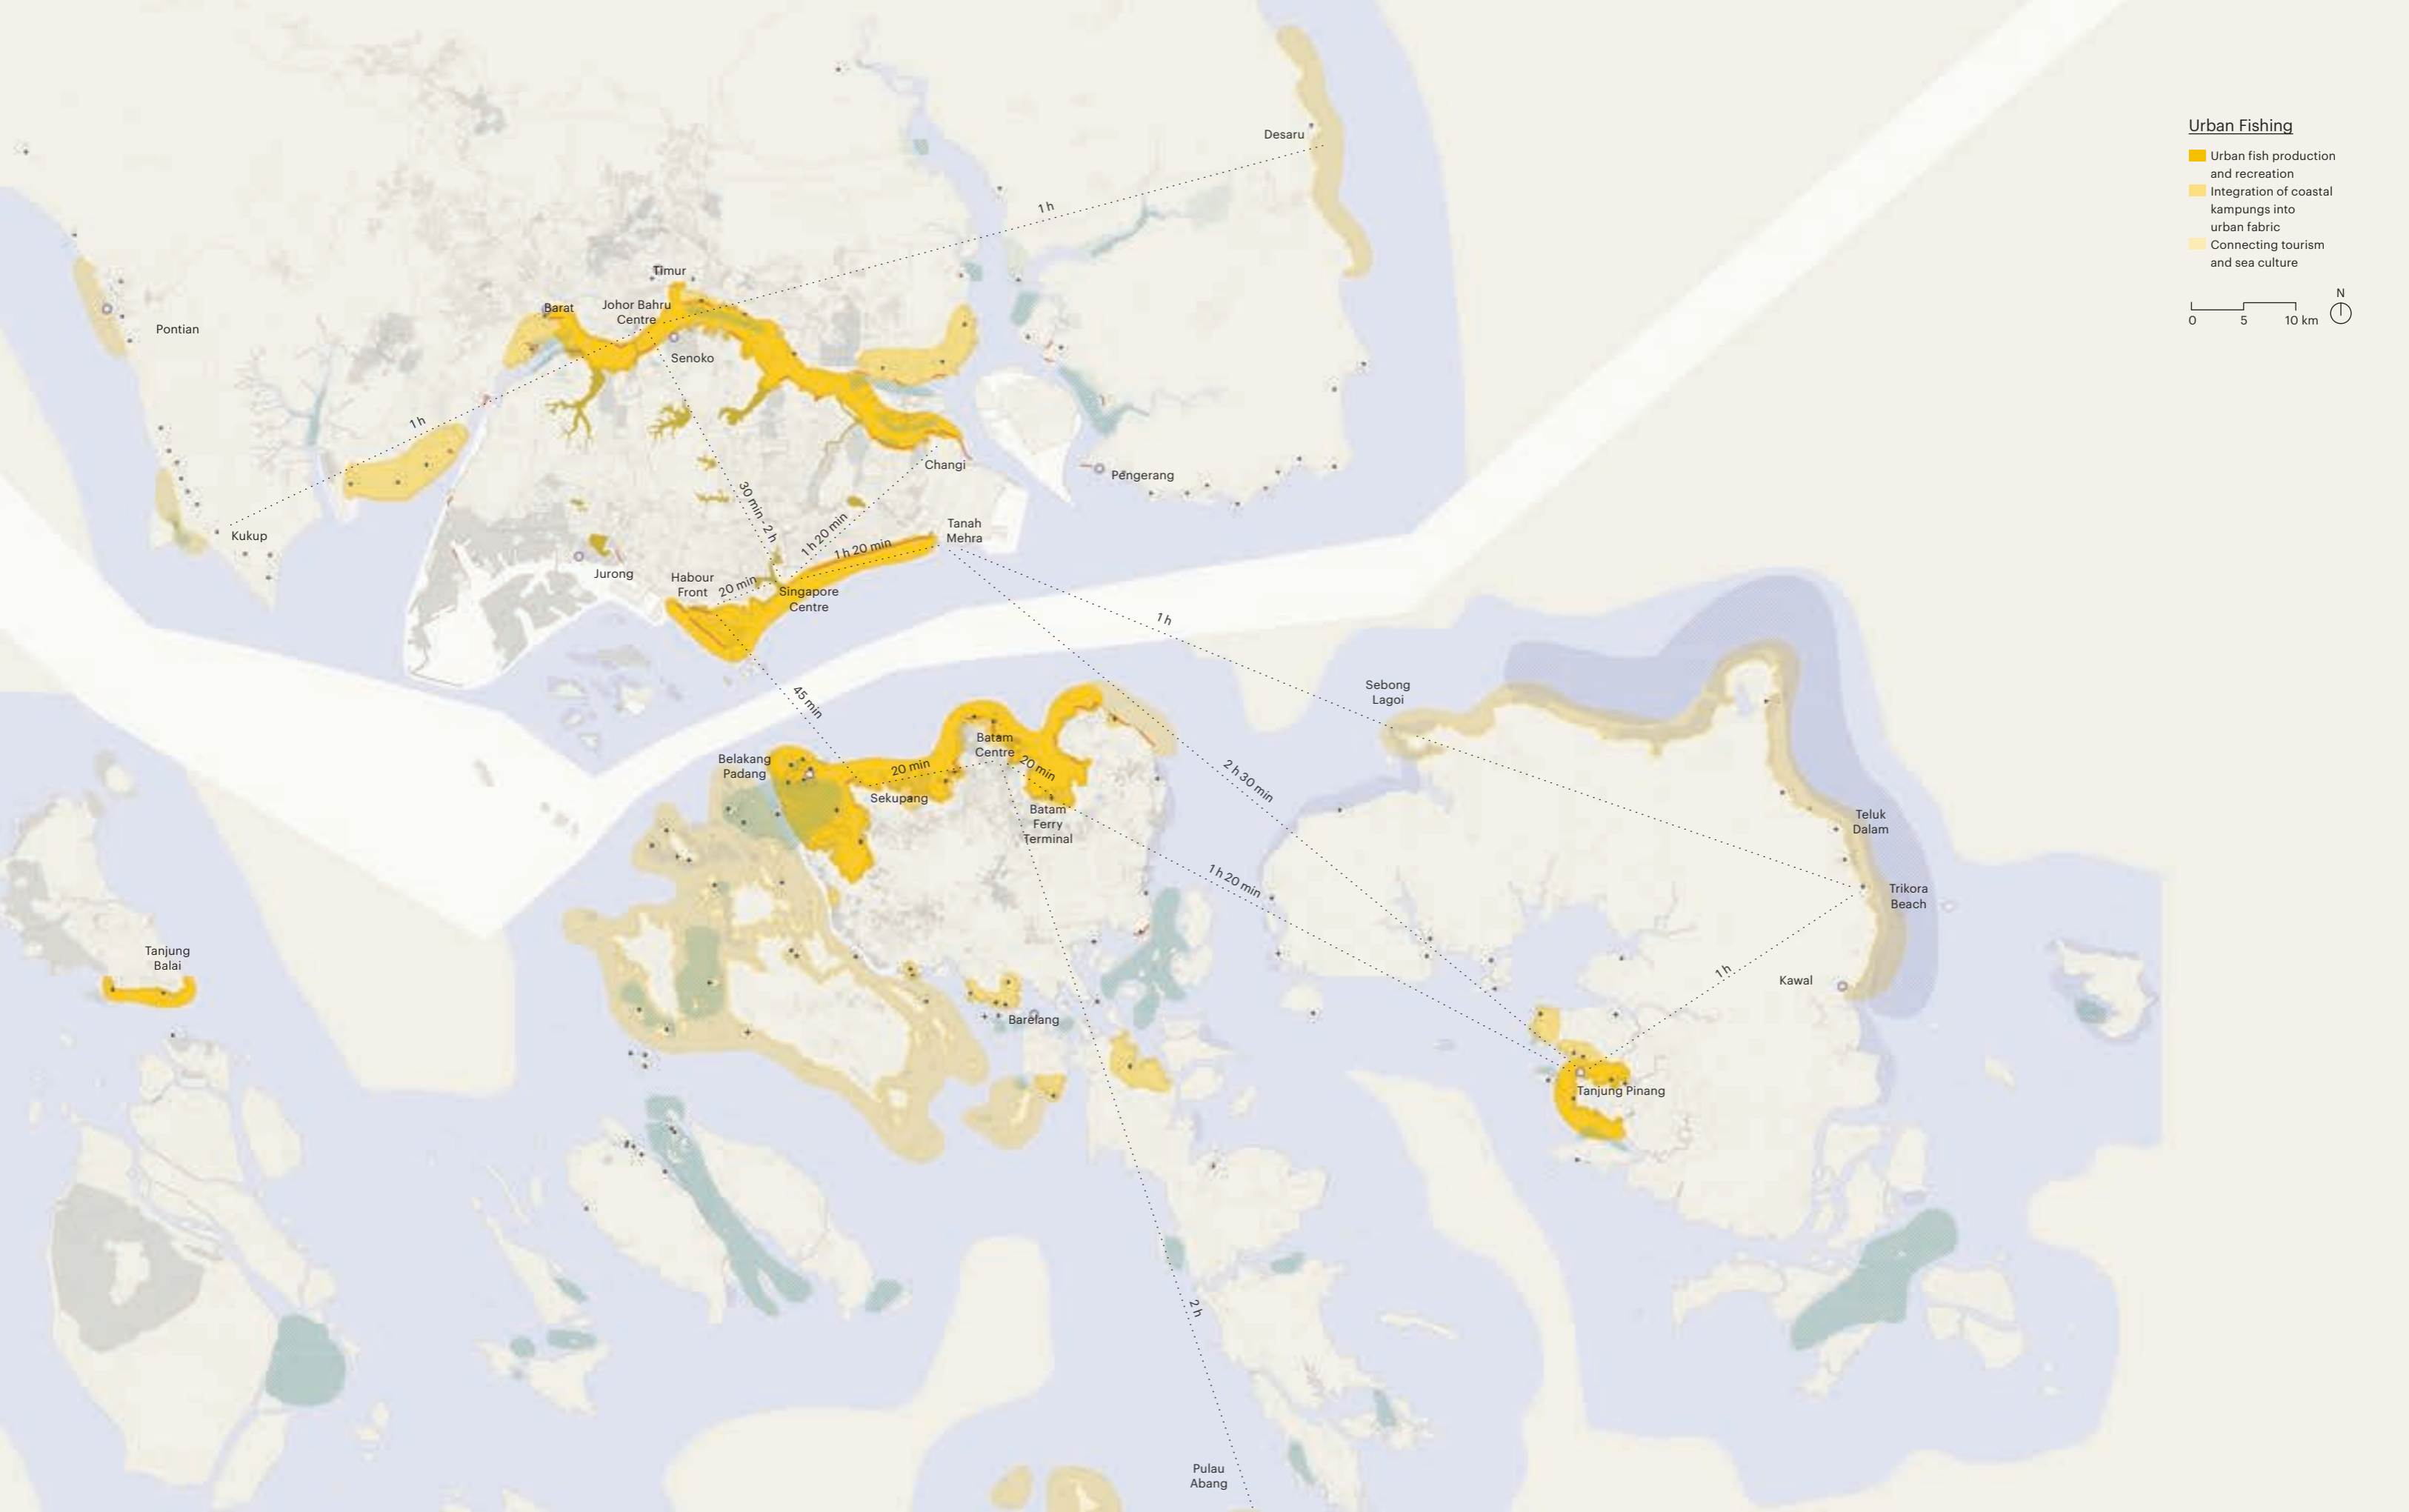 Urban Fishing
Urban fish production
and recreation
Integration of coastal
kampungs into
urban fabric
Connecting tourism
and sea culture
N
0 5 10 km
Desaru
1 h
Timur
Barat
Johor Bahru
Centre
Pontian
Senoko
1 h
Changi
Pengerang
30 min - 2 h
1 h 20 min
Kukup
Tanah
Mehra
1 h 20 min
Jurong
Habour
Front
20 min
Singapore
Centre
1 h
45 min
Sebong
Lagoi
Batam
Centre
Belakang
Padang
20 min
20 min
2 h 30 min
Sekupang
Batam
Ferry
Terminal
Teluk
Dalam
1 h 20 min
Trikora
Beach
Tanjung
Balai
1 h
Kawal
Barelang
Tanjung Pinang
2 h
Pulau
Abang